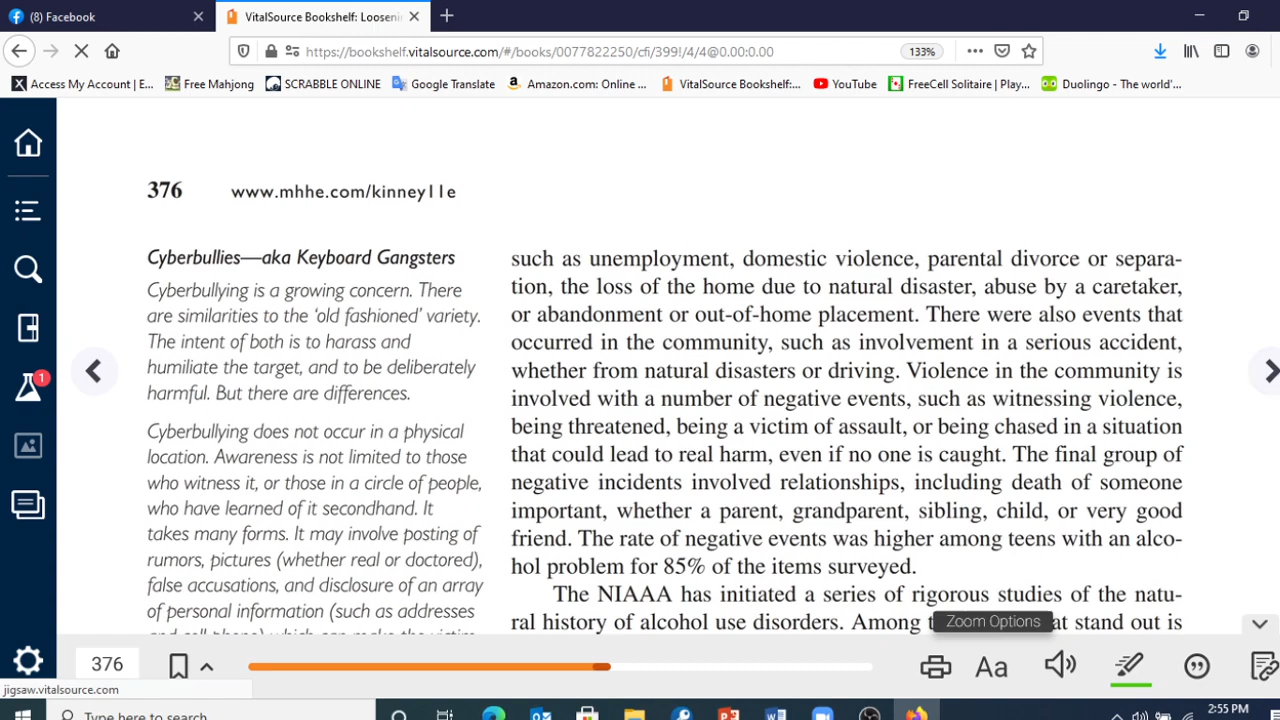 (8) Facebook
VitalSource Bookshelf: Looseni
https://bookshelf.vitalsource.com/#/books/0077822250/cfi/399!/4/4@0.00:0.00
133%
Access My Account | E...
Free Mahjong
SCRABBLE ONLINE
Google Translate
Amazon.com: Online ...
VitalSource Bookshelf:...
YouTube
FreeCell Solitaire | Play...
Duolingo - The world'...
376 www.mhhe.com/kinney11e
Cyberbullies—aka Keyboard Gangsters
Cyberbullying is a growing concern. There
are similarities to the ‘old fashioned’ variety.
The intent of both is to harass and
humiliate the target, and to be deliberately
harmful. But there are differences.
Cyberbullying does not occur in a physical
location. Awareness is not limited to those
who witness it, or those in a circle of people,
who have learned of it secondhand. It
takes many forms. It may involve posting of
rumors, pictures (whether real or doctored),
false accusations, and disclosure of an array
of personal information (such as addresses
and cell phone) which can make the victim
such as unemployment, domestic violence, parental divorce or separa-
tion, the loss of the home due to natural disaster, abuse by a caretaker,
or abandonment or out-of-home placement. There were also events that
occurred in the community, such as involvement in a serious accident,
whether from natural disasters or driving. Violence in the community is
involved with a number of negative events, such as witnessing violence,
being threatened, being a victim of assault, or being chased in a situation
that could lead to real harm, even if no one is caught. The final group of
negative incidents involved relationships, including death of someone
important, whether a parent, grandparent, sibling, child, or very good
friend. The rate of negative events was higher among teens with an alco-
hol problem for 85% of the items surveyed.
The NIAAA has initiated a series of rigorous studies of the natu-
ral history of alcohol use disorders. Among at stand out is
Zoom Options
1
376
Aa
jigsaw.vitalsource.com
Type here to search
2:55 PM